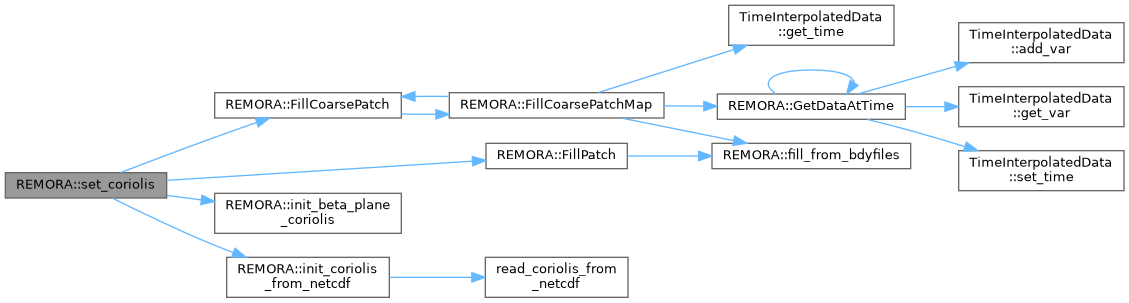 TimeInterpolatedData
::get_time
TimeInterpolatedData
::add_var
REMORA::FillCoarsePatch
REMORA::FillCoarsePatchMap
REMORA::GetDataAtTime
TimeInterpolatedData
::get_var
REMORA::FillPatch
REMORA::fill_from_bdyfiles
TimeInterpolatedData
::set_time
REMORA::set_coriolis
REMORA::init_beta_plane
_coriolis
REMORA::init_coriolis
_from_netcdf
read_coriolis_from
_netcdf